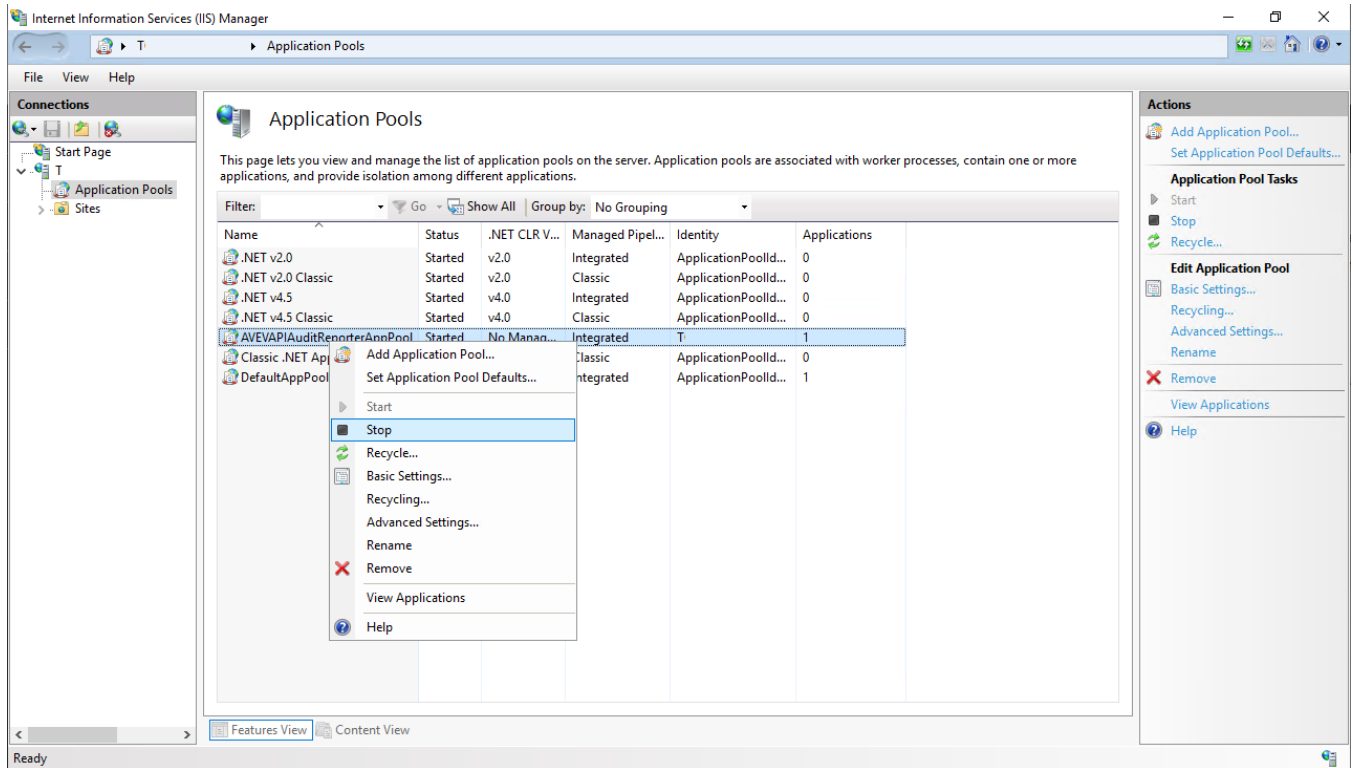 Internet Information Services (IIS) Manager
T Application Pools
File View Help
Connections
Start Page
T
Application Pools
Sites
Application Pools
This page lets you view and manage the list of application pools on the server. Application pools are associated with worker processes, contain one or more
applications, and provide isolation among different applications.
Filter: Go Show All Group by: No Grouping
Name Status .NET CLR V... Managed Pipel... Identity Applications
.NET v2.0 Started v2.0 Integrated ApplicationPoolId... 0
.NET v2.0 Classic Started v2.0 Classic ApplicationPoolId... 0
.NET v4.5 Started v4.0 Integrated ApplicationPoolId... 0
.NET v4.5 Classic Started v4.0 Classic ApplicationPoolId... 0
AVEVAPIAuditReporterAppPool Started No Manag... Integrated T 1
Classic .NET App Classic ApplicationPoolId... 0
DefaultAppPool ntegrated ApplicationPoolId... 1
Add Application Pool...
Set Application Pool Defaults...
Start
Stop
Recycle...
Basic Settings...
Recycling...
Advanced Settings...
Rename
Remove
View Applications
Help
Features View Content View
Actions
Add Application Pool...
Set Application Pool Defaults...
Application Pool Tasks
Start
Stop
Recycle...
Edit Application Pool
Basic Settings...
Recycling...
Advanced Settings...
Rename
Remove
View Applications
Help
Ready